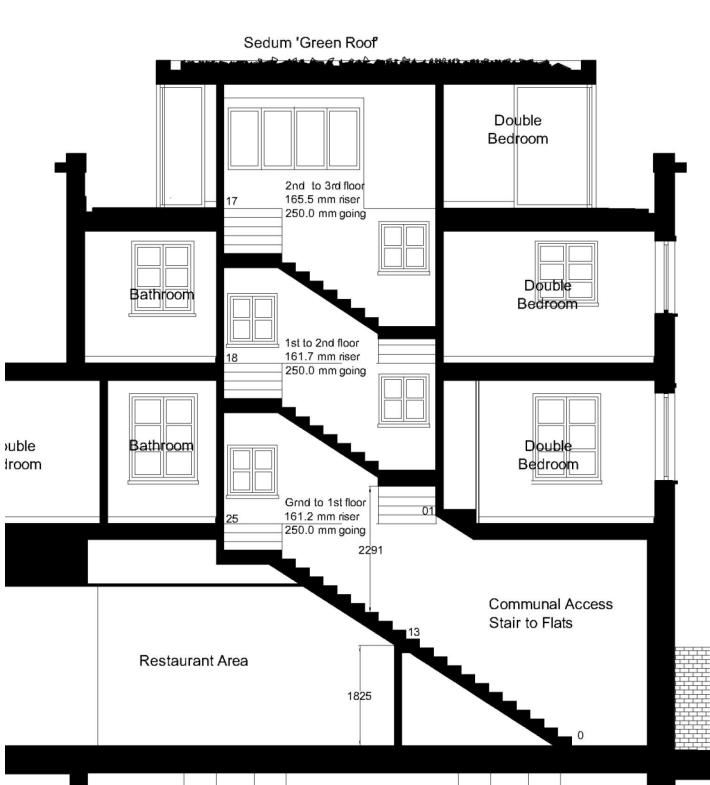 Sedum 'Green Roof'
Double
Bedroom
2nd to 3rd floor
165.5 mm riser
250.0 mm going
17
Bathroom
Double
Bedroom
1st to 2nd floor
161.7 mm riser
250.0 mm going
18
ouble
droom
Bathroom
Double
Bedroom
Grnd to 1st floor
161.2 mm riser
250.0 mm going
25
01
2291
Communal Access
Stair to Flats
13
Restaurant Area
1825
0